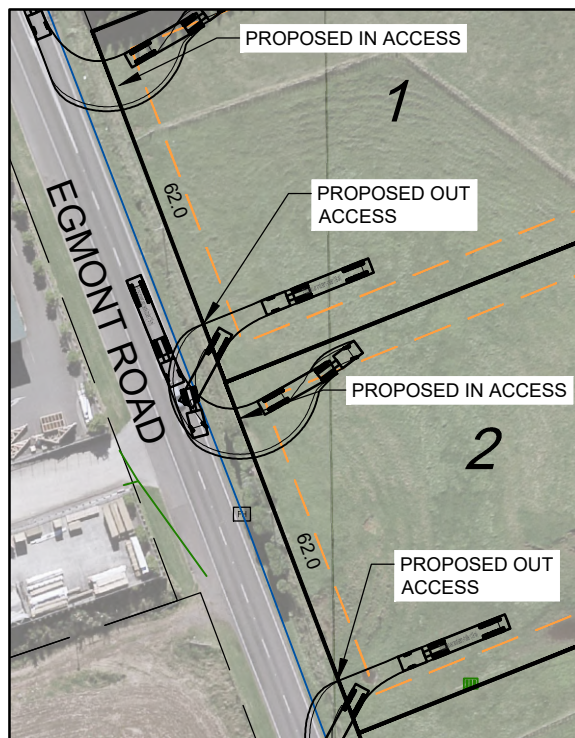 PROPOSED IN ACCESS
1
62.0
PROPOSED OUT
ACCESS
EGMONT ROAD
PROPOSED IN ACCESS
2
FH
62.0
PROPOSED OUT
ACCESS